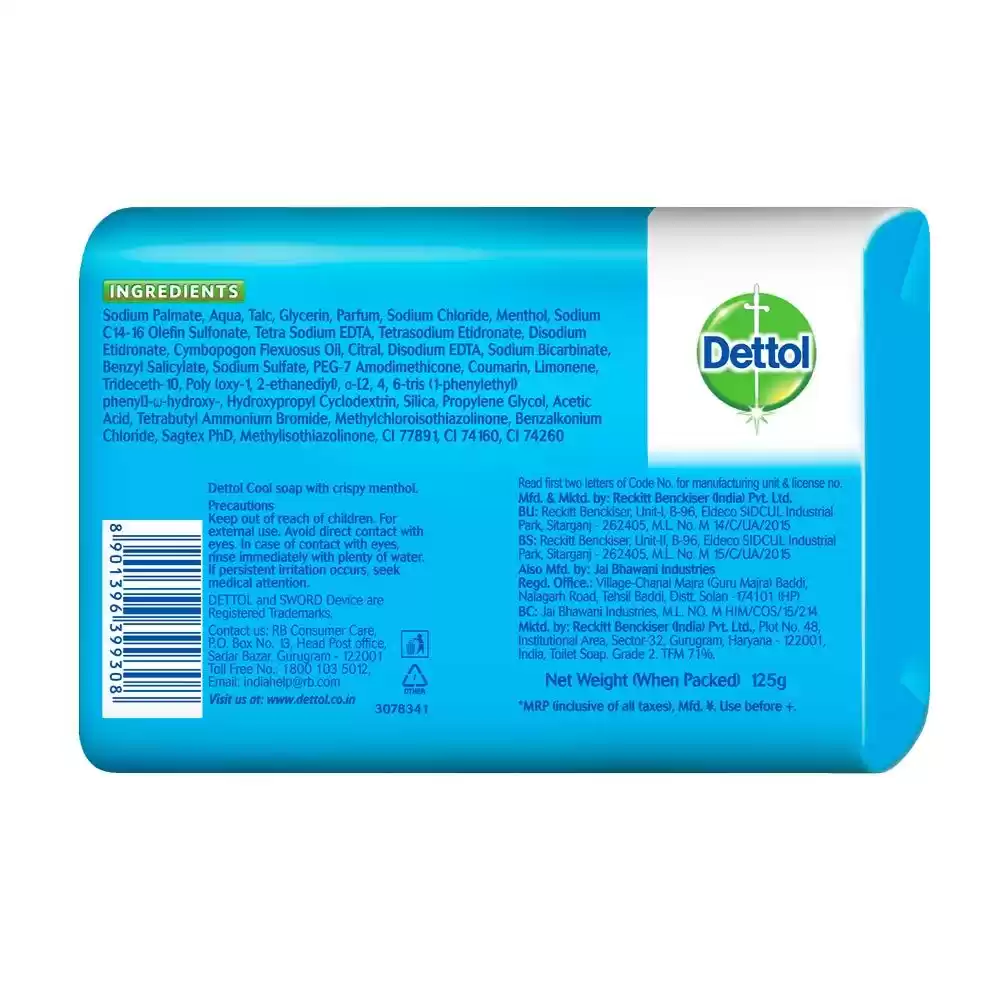 INGREDIENTS
Sodium Palmate, Aqua, Talc, Glycerin, Parfum, Sodium Chloride, Menthol, Sodium
C14-16 Olefin Sulfonate, Tetra Sodium EDTA, Tetrasodium Etidronate, Disodium
Etidronate, Cymbopogon Flexuosus Oil, Citral, Disodium EDTA, Sodium Bicarbinate,
Benzyl Salicylate, Sodium Sulfate, PEG-7 Amodimethicone, Coumarin, Limonene,
Trideceth-10, Poly (oxy-1, 2-ethanediyl), α-[2, 4, 6-tris (1-phenylethyl)
phenyl]-ω-hydroxy-, Hydroxypropyl Cyclodextrin, Silica, Propylene Glycol, Acetic
Acid, Tetrabutyl Ammonium Bromide, Methylchloroisothiazolinone, Benzalkonium
Chloride, Sagtex PhD, Methylisothiazolinone, CI 77891, CI 74160, CI 74260
Dettol
Dettol Cool soap with crispy menthol.
Precautions
Keep out of reach of children. For
external use. Avoid direct contact with
eyes. In case of contact with eyes,
rinse immediately with plenty of water.
If persistent irritation occurs, seek
medical attention.
DETTOL and SWORD Device are
Registered Trademarks.
Contact us: RB Consumer Care,
P.O. Box No. 13, Head Post office,
Sadar Bazar, Gurugram - 122001
Toll Free No.. 1800 103 5012,
Email: indiahelp@rb.com
Visit us at: www.dettol.co.in
OTHER
3078341
8 901396 399308
Read first two letters of Code No. for manufacturing unit & license no.
Mfd. & Mktd. by: Reckitt Benckiser (India) Pvt. Ltd.
BU: Reckitt Benckiser, Unit-I, B-96, Eldeco SIDCUL Industrial
Park, Sitarganj - 262405, M.L. No. M 14/C/UA/2015
BS: Reckitt Benckiser, Unit-II, B-96, Eldeco SIDCUL Industrial
Park, Sitarganj - 262405, M.L. No. M 15/C/UA/2015
Also Mfd. by: Jai Bhawani Industries
Regd. Office.: Village-Chanal Majra (Guru Majra) Baddi,
Nalagarh Road, Tehsil Baddi, Distt. Solan -174101 (HP)
BC: Jai Bhawani Industries, M.L. NO. M HIM/COS/15/214
Mktd. by: Reckitt Benckiser (India) Pvt. Ltd., Plot No. 48,
Institutional Area, Sector-32, Gurugram, Haryana - 122001,
India, Toilet Soap. Grade 2. TFM 71%.
Net Weight (When Packed) 125g
*MRP (inclusive of all taxes), Mfd. ¥. Use before +.